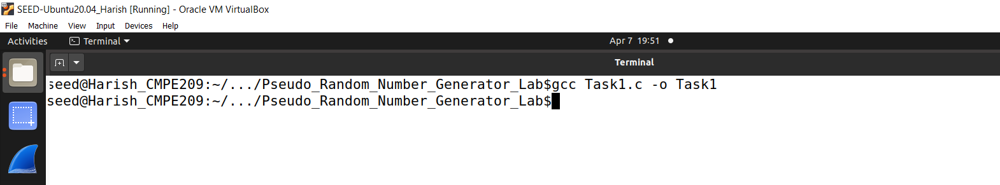 SEED-Ubuntu20.04_Harish [Running] - Oracle VM VirtualBox
File Machine View Input Devices Help
Activities Terminal Apr 7 19:51
Terminal
seed@Harish_CMPE209:~/.../Pseudo_Random_Number_Generator_Lab$gcc Task1.c -o Task1
seed@Harish_CMPE209:~/.../Pseudo_Random_Number_Generator_Lab$